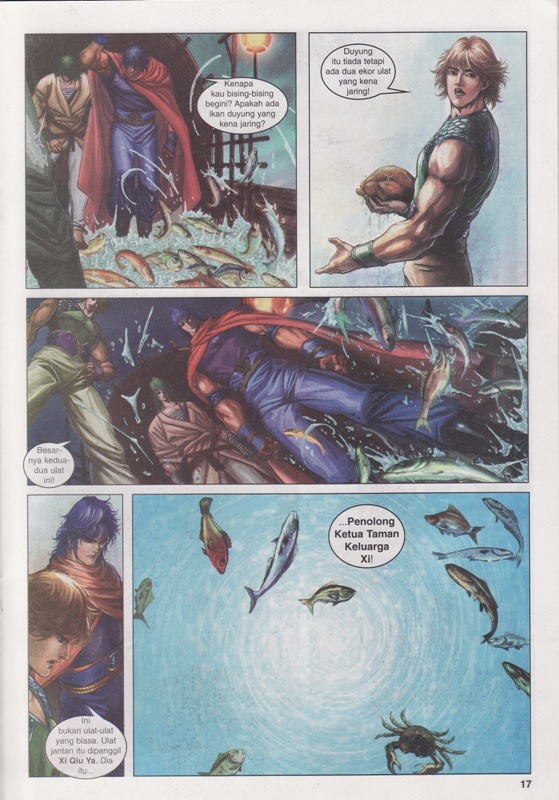 Kenapa
kau bising-bising
begini? Apakah ada
ikan duyung yang
kena jaring?
Duyung
itu tiada tetapi
ada dua ekor ulat
yang kena
jaring!
Besar-
nya kedua-
dua ulat
ini!
Ini
bukan ulat-ulat
yang biasa. Ulat
jantan itu dipanggil
Xi Qiu Ya. Dia
itu...
...Penolong
Ketua Taman
Keluarga
Xi!
17